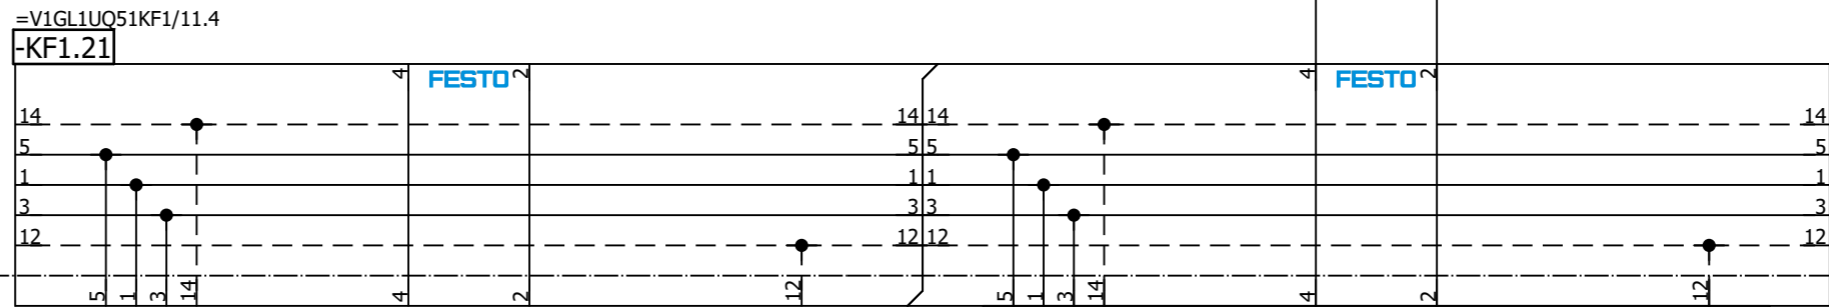 =V1GL1UQ51KF1/11.4
-KF1.21
4 FESTO 2 4 FESTO 2
14 14 14 14
5 5 5 5
1 1 1 1
3 3 3 3
12 12 12 12
5 1 3 14 4 2 12 5 1 3 14 4 2 12